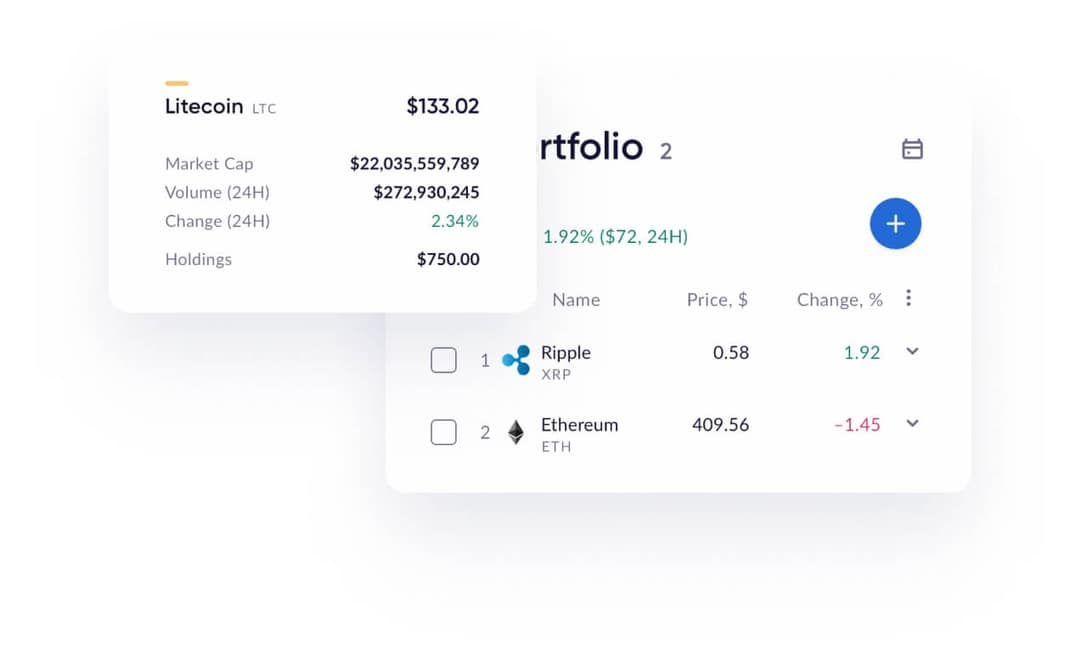 Litecoin LTC $133.02
Market Cap $22,035,559,789
Volume (24H) $272,930,245
Change (24H) 2.34%
Holdings $750.00
rtfolio 2
+
1.92% ($72, 24H)
Name Price, $ Change, %
1 Ripple 0.58 1.92
XRP
2 Ethereum 409.56 −1.45
ETH